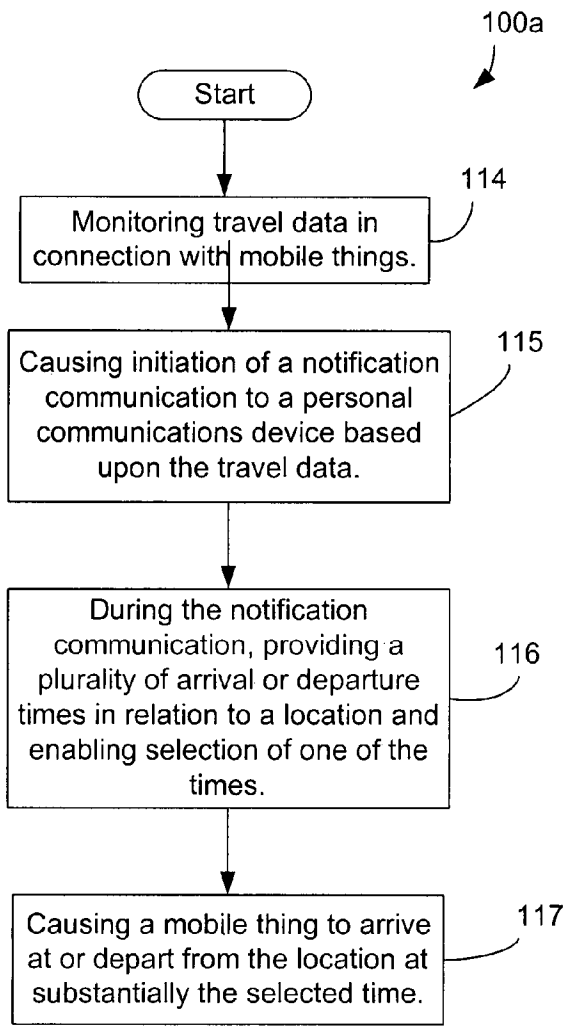 100a
Start
114
Monitoring travel data in
connection with mobile things.
115
Causing initiation of a notification
communication to a personal
communications device based
upon the travel data.
116
During the notification
communication, providing a
plurality of arrival or departure
times in relation to a location and
enabling selection of one of the
times.
117
Causing a mobile thing to arrive
at or depart from the location at
substantially the selected time.